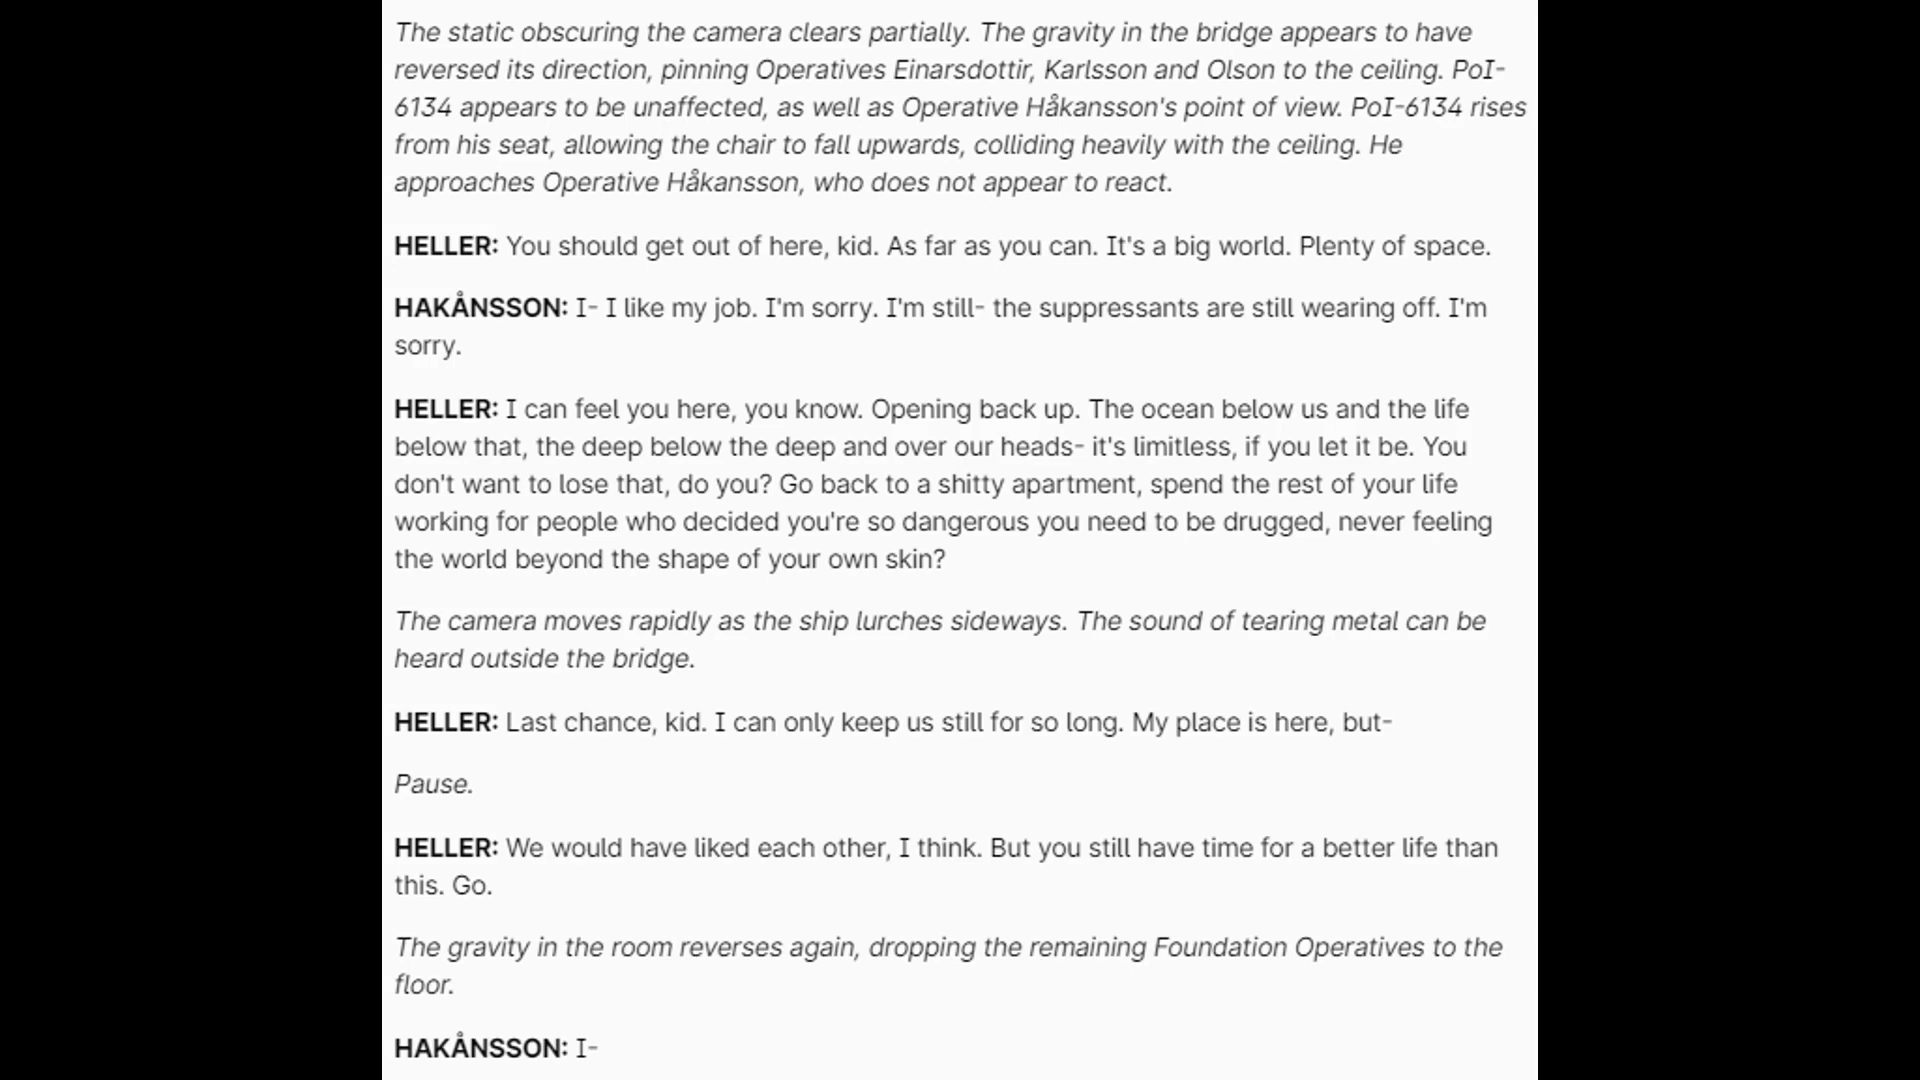 The static obscuring the camera clears partially. The gravity in the bridge appears to have
reversed its direction, pinning Operatives Einarsdottir, Karlsson and Olson to the ceiling. PoI-
6134 appears to be unaffected, as well as Operative Håkansson's point of view. PoI-6134 rises
from his seat, allowing the chair to fall upwards, colliding heavily with the ceiling. He
approaches Operative Håkansson, who does not appear to react.
HELLER: You should get out of here, kid. As far as you can. It's a big world. Plenty of space.
HAKÅNSSON: I- I like my job. I'm sorry. I'm still- the suppressants are still wearing off. I'm
sorry.
HELLER: I can feel you here, you know. Opening back up. The ocean below us and the life
below that, the deep below the deep and over our heads- it's limitless, if you let it be. You
don't want to lose that, do you? Go back to a shitty apartment, spend the rest of your life
working for people who decided you're so dangerous you need to be drugged, never feeling
the world beyond the shape of your own skin?
The camera moves rapidly as the ship lurches sideways. The sound of tearing metal can be
heard outside the bridge.
HELLER: Last chance, kid. I can only keep us still for so long. My place is here, but-
Pause.
HELLER: We would have liked each other, I think. But you still have time for a better life than
this. Go.
The gravity in the room reverses again, dropping the remaining Foundation Operatives to the
floor.
HAKÅNSSON: I-